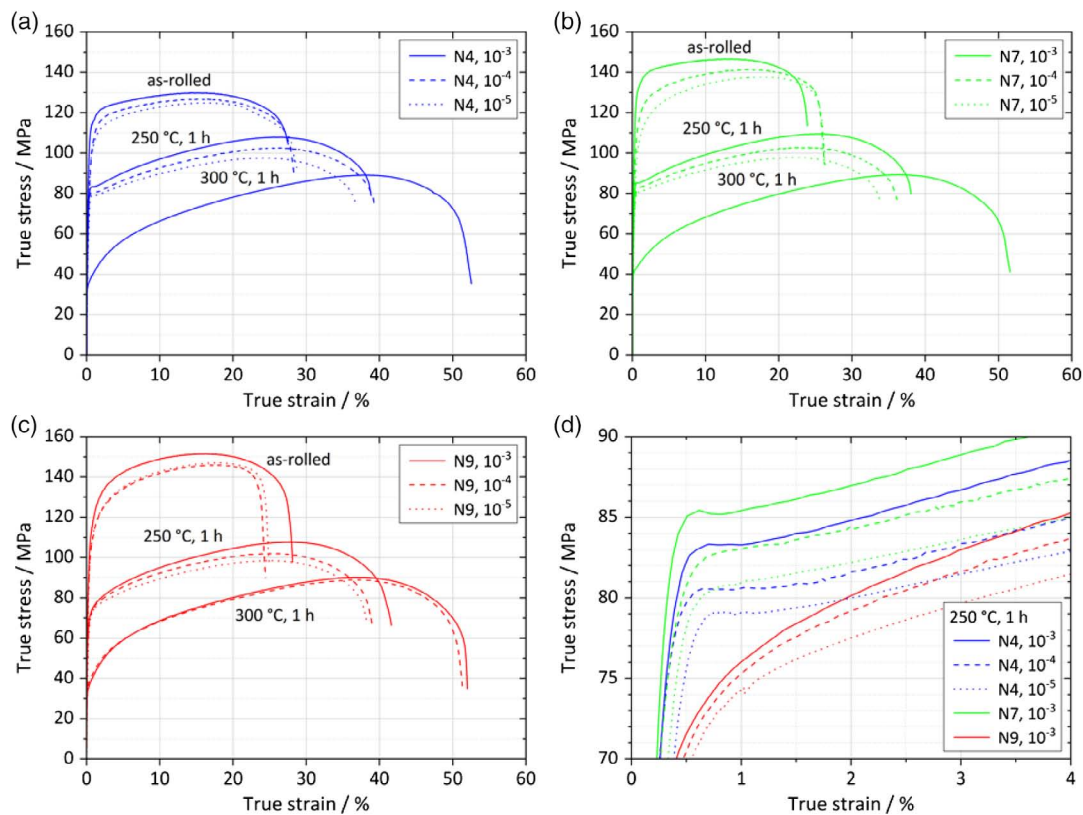 (a)
160
140
120
100
80
60
40
20
0
True stress / MPa
0 10 20 30 40 50 60
True strain / %
as-rolled
250 °C, 1 h
300 °C, 1 h
N4, 10⁻³
N4, 10⁻⁴
N4, 10⁻⁵
(b)
160
140
120
100
80
60
40
20
0
True stress / MPa
0 10 20 30 40 50 60
True strain / %
as-rolled
250 °C, 1 h
300 °C, 1 h
N7, 10⁻³
N7, 10⁻⁴
N7, 10⁻⁵
(c)
160
140
120
100
80
60
40
20
0
True stress / MPa
0 10 20 30 40 50 60
True strain / %
as-rolled
250 °C, 1 h
300 °C, 1 h
N9, 10⁻³
N9, 10⁻⁴
N9, 10⁻⁵
(d)
90
85
80
75
70
True stress / MPa
0 1 2 3 4
True strain / %
250 °C, 1 h
N4, 10⁻³
N4, 10⁻⁴
N4, 10⁻⁵
N7, 10⁻³
N9, 10⁻³